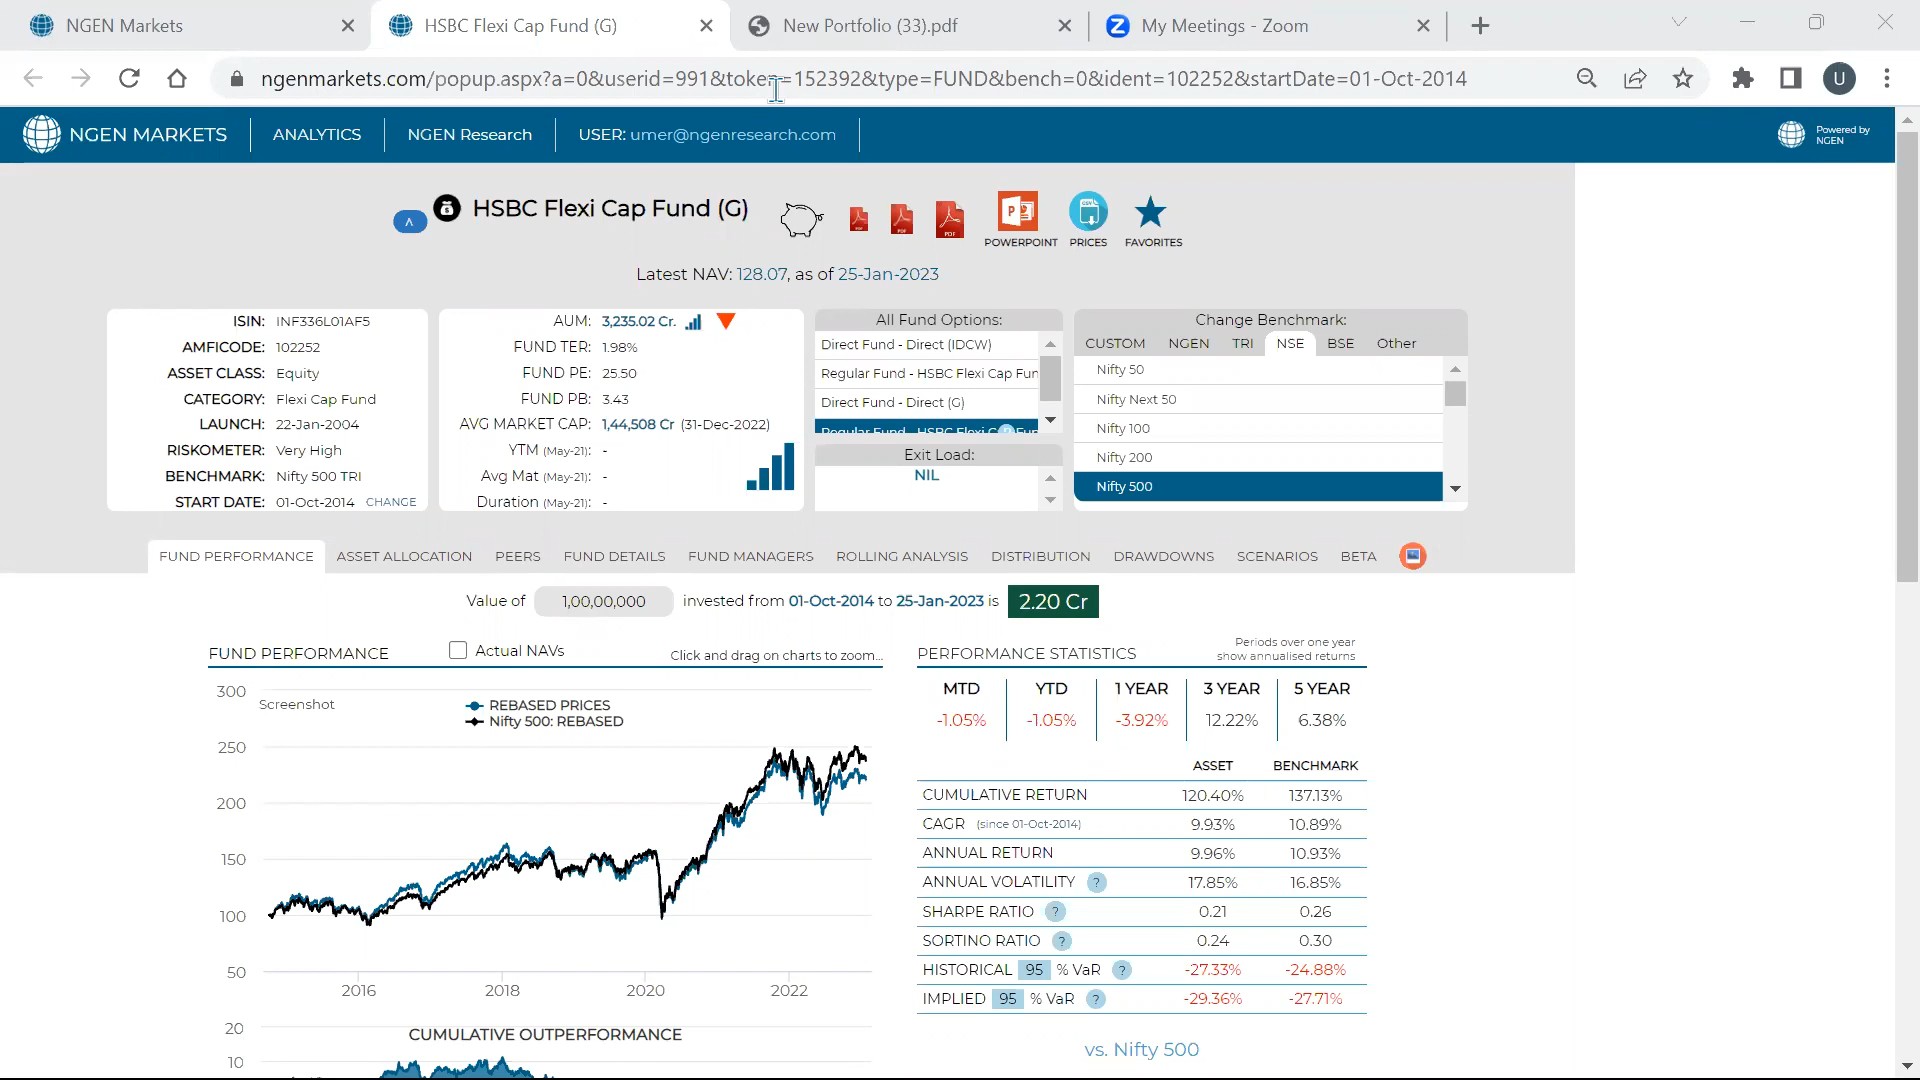 NGEN Markets
HSBC Flexi Cap Fund (G)
New Portfolio (33).pdf
My Meetings - Zoom
ngenmarkets.com/popup.aspx?a=0&userid=991&token=152392&type=FUND&bench=0&ident=102252&startDate=01-Oct-2014
U
NGEN MARKETS
ANALYTICS
NGEN Research
USER: umer@ngenresearch.com
Powered by
NGEN
HSBC Flexi Cap Fund (G)
POWERPOINT
PRICES
FAVORITES
Latest NAV: 128.07, as of 25-Jan-2023
ISIN: INF336L01AF5
AMFICODE: 102252
ASSET CLASS: Equity
CATEGORY: Flexi Cap Fund
LAUNCH: 22-Jan-2004
RISKOMETER: Very High
BENCHMARK: Nifty 500 TRI
START DATE: 01-Oct-2014 CHANGE
AUM: 3,235.02 Cr.
FUND TER: 1.98%
FUND PE: 25.50
FUND PB: 3.43
AVG MARKET CAP: 1,44,508 Cr (31-Dec-2022)
YTM (May-21): -
Avg Mat (May-21): -
Duration (May-21): -
All Fund Options:
Direct Fund - Direct (IDCW)
Regular Fund - HSBC Flexi Cap Fun
Direct Fund - Direct (G)
Exit Load:
NIL
Change Benchmark:
CUSTOM NGEN TRI NSE BSE Other
Nifty 50
Nifty Next 50
Nifty 100
Nifty 200
Nifty 500
FUND PERFORMANCE ASSET ALLOCATION PEERS FUND DETAILS FUND MANAGERS ROLLING ANALYSIS DISTRIBUTION DRAWDOWNS SCENARIOS BETA
Value of 1,00,00,000 invested from 01-Oct-2014 to 25-Jan-2023 is 2.20 Cr
FUND PERFORMANCE
Actual NAVs
Click and drag on charts to zoom...
Screenshot
REBASED PRICES
Nifty 500: REBASED
300
250
200
150
100
50
2016 2018 2020 2022
CUMULATIVE OUTPERFORMANCE
20
10
PERFORMANCE STATISTICS
Periods over one year
show annualised returns
MTD YTD 1 YEAR 3 YEAR 5 YEAR
-1.05% -1.05% -3.92% 12.22% 6.38%
ASSET BENCHMARK
CUMULATIVE RETURN 120.40% 137.13%
CAGR (since 01-Oct-2014) 9.93% 10.89%
ANNUAL RETURN 9.96% 10.93%
ANNUAL VOLATILITY ? 17.85% 16.85%
SHARPE RATIO ? 0.21 0.26
SORTINO RATIO ? 0.24 0.30
HISTORICAL 95 % VaR ? -27.33% -24.88%
IMPLIED 95 % VaR ? -29.36% -27.71%
vs. Nifty 500